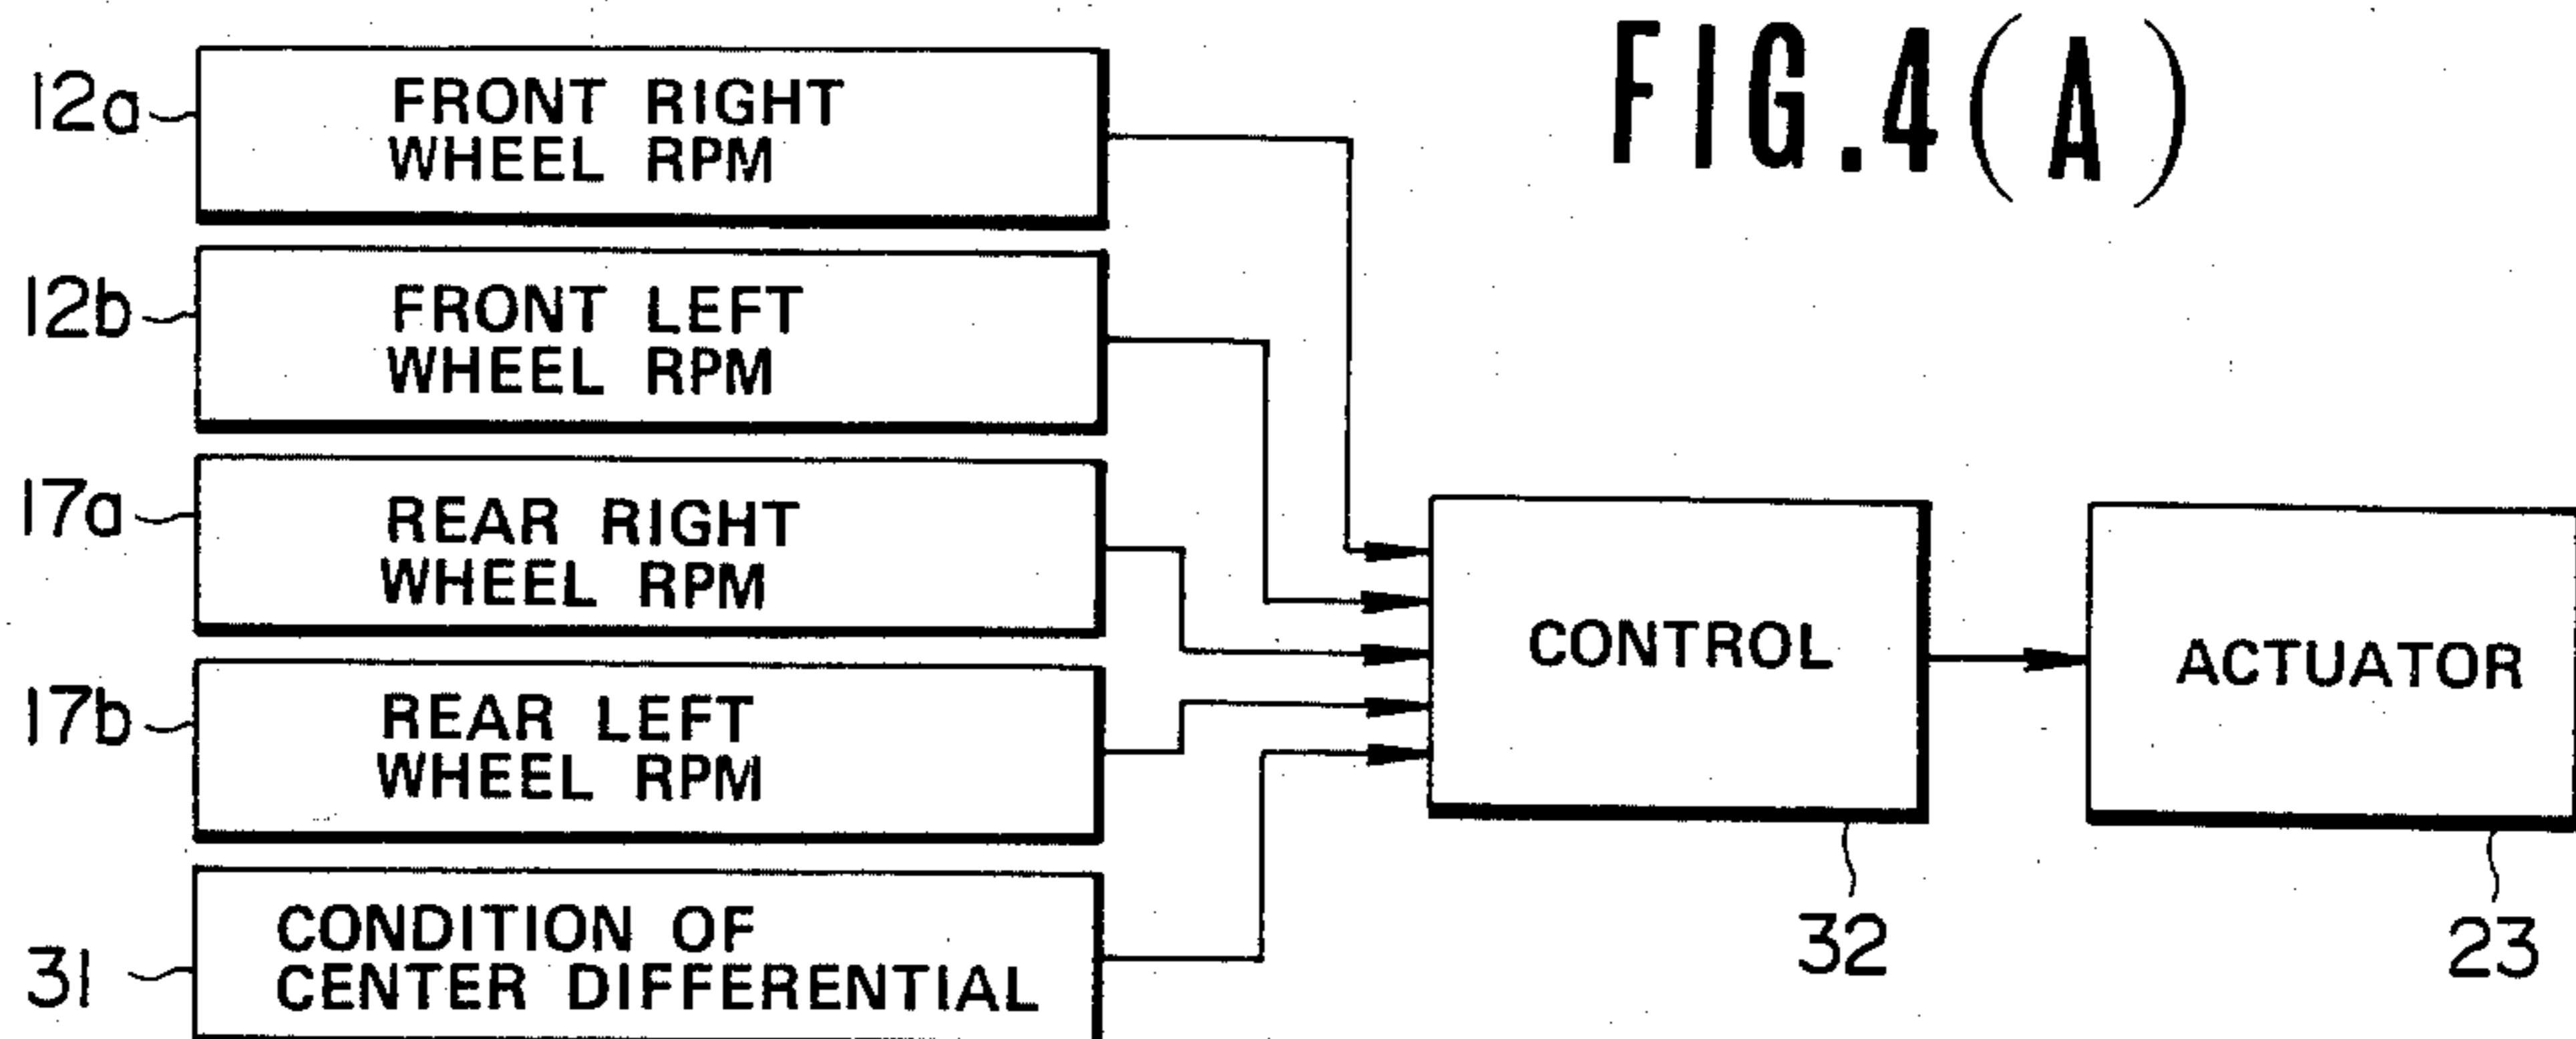 FIG.4(A)
12a
FRONT RIGHT
WHEEL RPM
12b
FRONT LEFT
WHEEL RPM
17a
REAR RIGHT
WHEEL RPM
17b
REAR LEFT
WHEEL RPM
31
CONDITION OF
CENTER DIFFERENTIAL
CONTROL
32
ACTUATOR
23